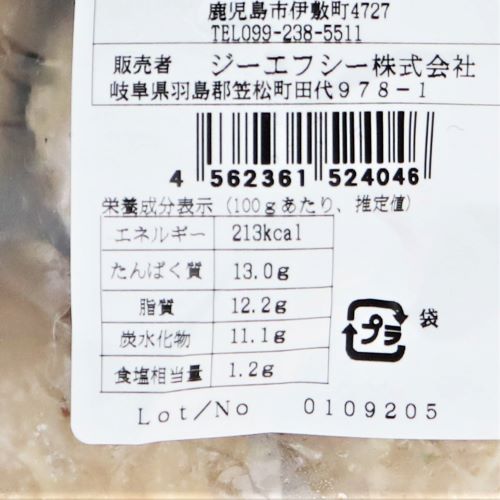 鹿児島市伊敷町4727
TEL099-238-5511
販売者 ジーエフシー株式会社
岐阜県羽島郡笠松町田代978-1
4 562361 524046
栄養成分表示(100gあたり、推定値)
エネルギー 213kcal
たんぱく質 13.0g
脂質 12.2g
炭水化物 11.1g
食塩相当量 1.2g
プラ 袋
Lot/No 0109205